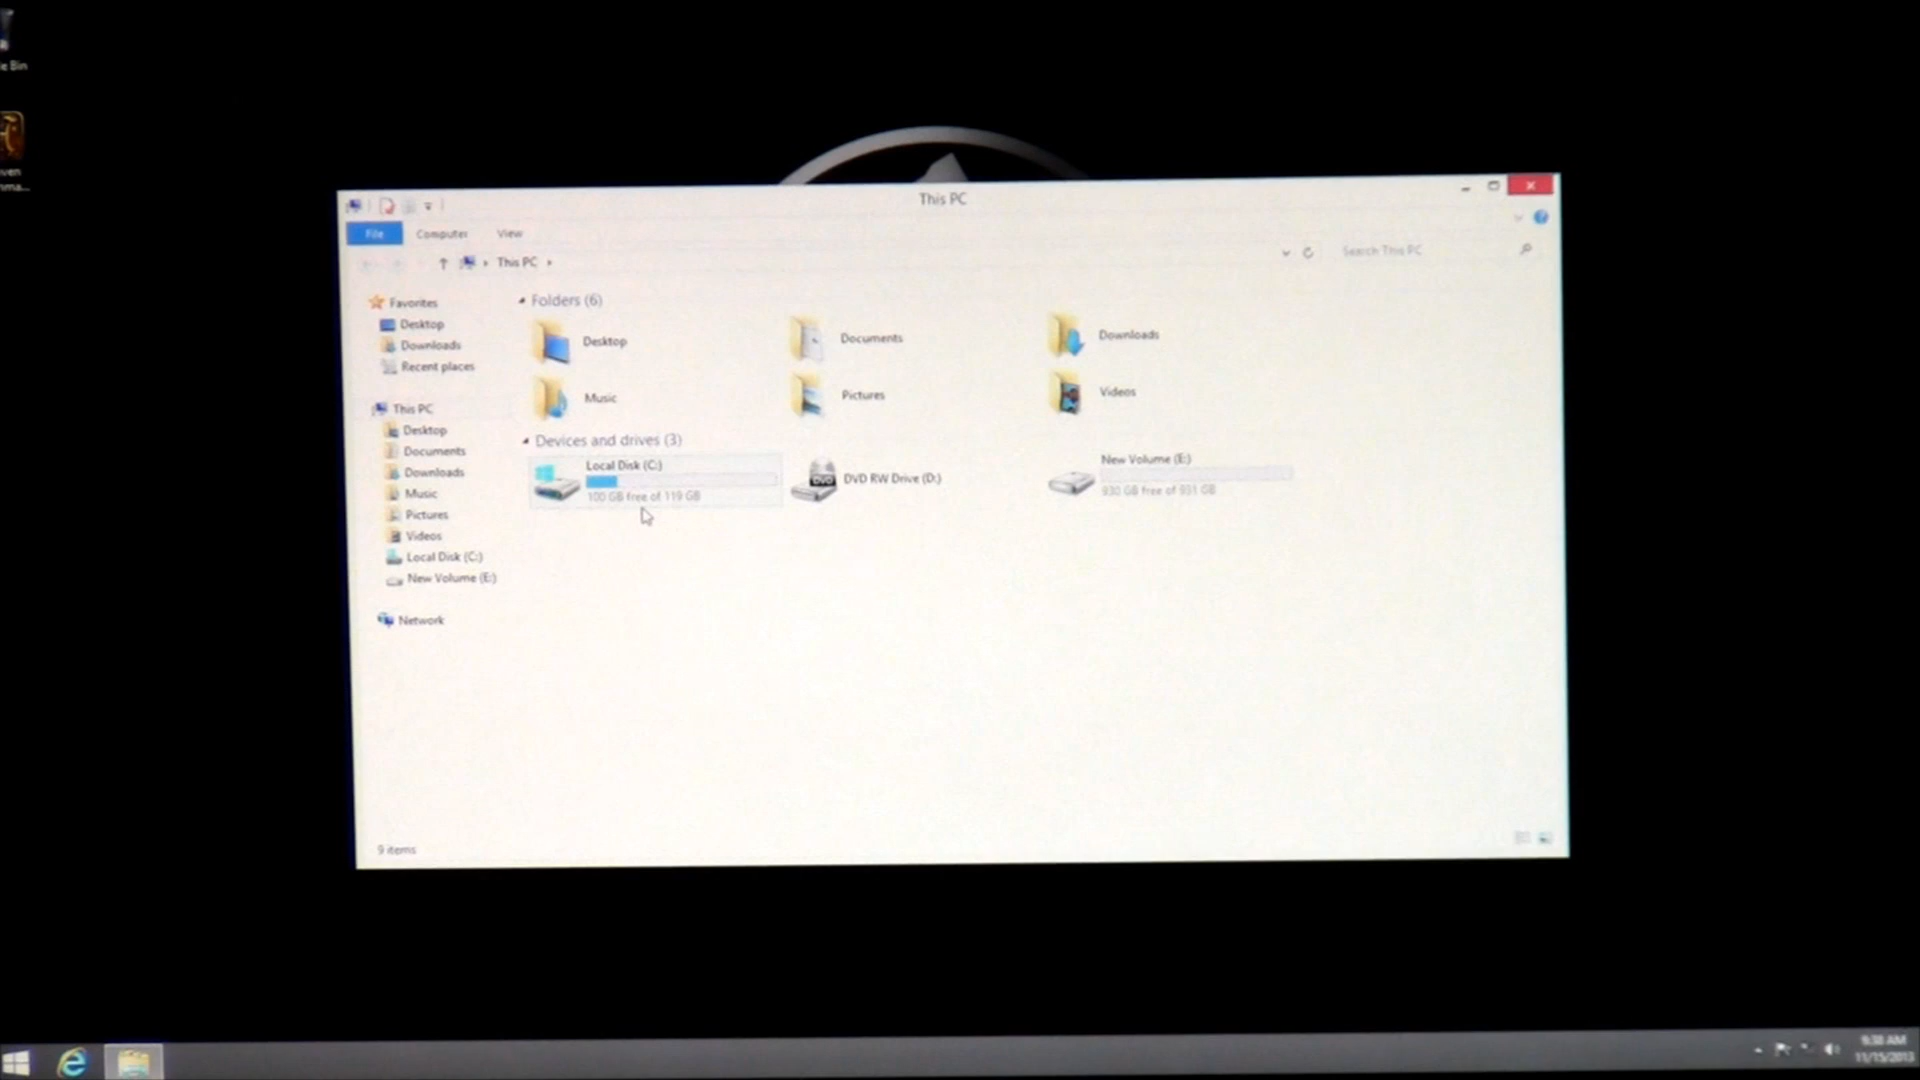 e Bin
This PC
File Computer View
This PC
Search This PC
Favorites
Desktop
Downloads
Recent places
This PC
Desktop
Documents
Downloads
Music
Pictures
Videos
Local Disk (C:)
New Volume (E:)
Network
Folders (6)
Desktop
Documents
Downloads
Music
Pictures
Videos
Devices and drives (3)
Local Disk (C:)
100 GB free of 119 GB
DVD
DVD RW Drive (D:)
New Volume (E:)
930 GB free of 931 GB
9 items
9:38 AM
11/15/2013